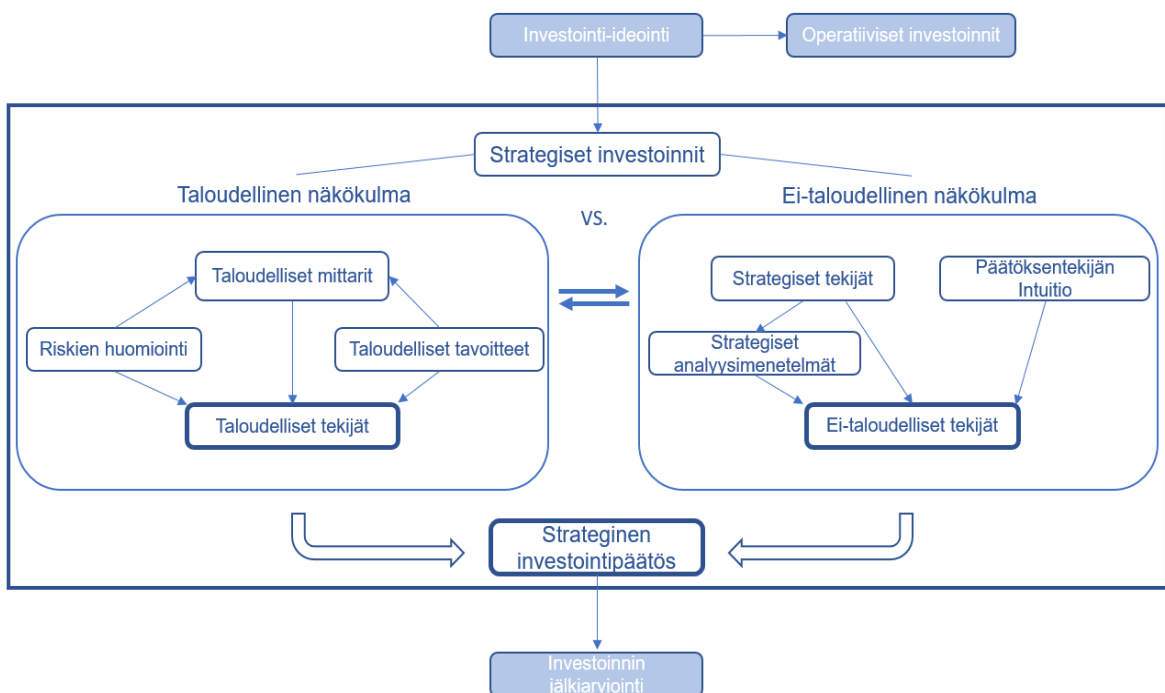 Investointi-ideointi
Operatiiviset investoinnit
Strategiset investoinnit
Taloudellinen näkökulma
vs.
Ei-taloudellinen näkökulma
Taloudelliset mittarit
Riskien huomiointi
Taloudelliset tavoitteet
Taloudelliset tekijät
Strategiset tekijät
Päätöksentekijän
Intuitio
Strategiset
analyysimenetelmät
Ei-taloudelliset tekijät
Strateginen
investointipäätös
Investoinnin
jälkiarviointi